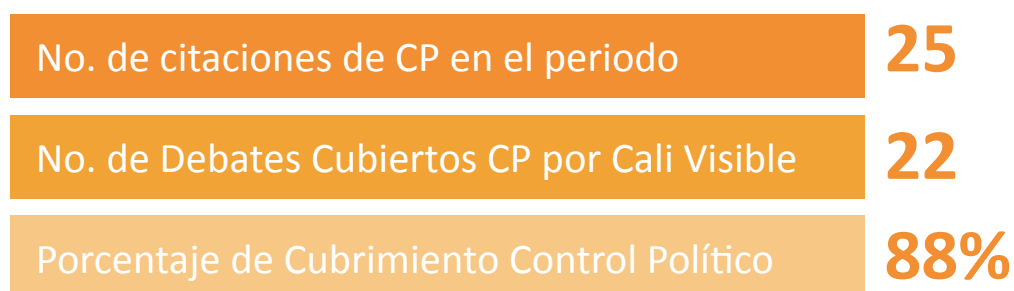 No. de citaciones de CP en el periodo 25
No. de Debates Cubiertos CP por Cali Visible 22
Porcentaje de Cubrimiento Control Político 88%